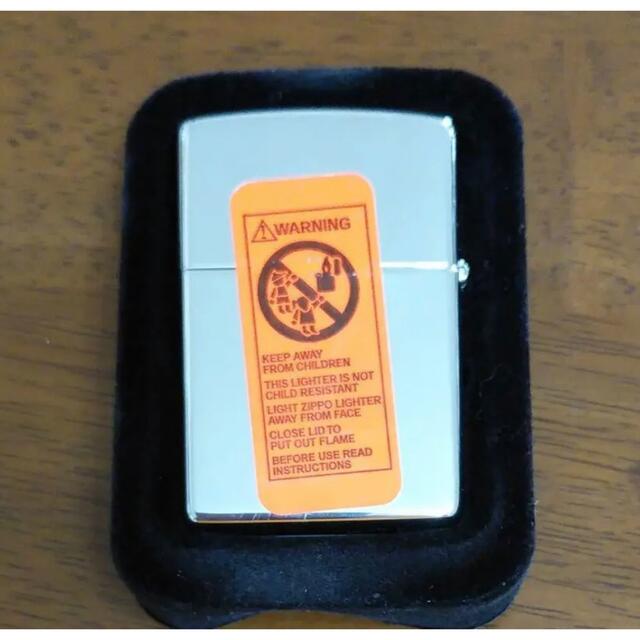 WARNING
KEEP AWAY
FROM CHILDREN
THIS LIGHTER IS NOT
CHILD RESISTANT
LIGHT ZIPPO LIGHTER
AWAY FROM FACE
CLOSE LID TO
PUT OUT FLAME
BEFORE USE READ
INSTRUCTIONS